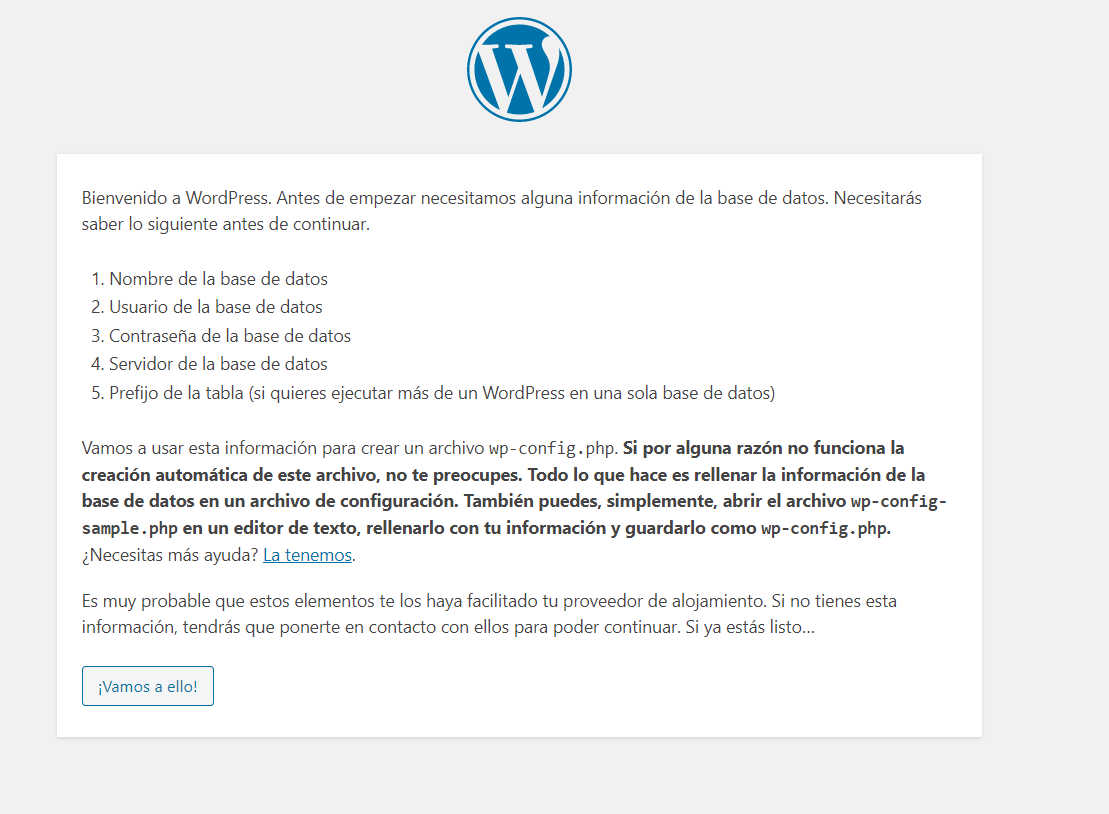 Bienvenido a WordPress. Antes de empezar necesitamos alguna información de la base de datos. Necesitarás
saber lo siguiente antes de continuar.
1. Nombre de la base de datos
2. Usuario de la base de datos
3. Contraseña de la base de datos
4. Servidor de la base de datos
5. Prefijo de la tabla (si quieres ejecutar más de un WordPress en una sola base de datos)
Vamos a usar esta información para crear un archivo wp-config.php. Si por alguna razón no funciona la
creación automática de este archivo, no te preocupes. Todo lo que hace es rellenar la información de la
base de datos en un archivo de configuración. También puedes, simplemente, abrir el archivo wp-config-
sample.php en un editor de texto, rellenarlo con tu información y guardarlo como wp-config.php.
¿Necesitas más ayuda? La tenemos.
Es muy probable que estos elementos te los haya facilitado tu proveedor de alojamiento. Si no tienes esta
información, tendrás que ponerte en contacto con ellos para poder continuar. Si ya estás listo...
¡Vamos a ello!